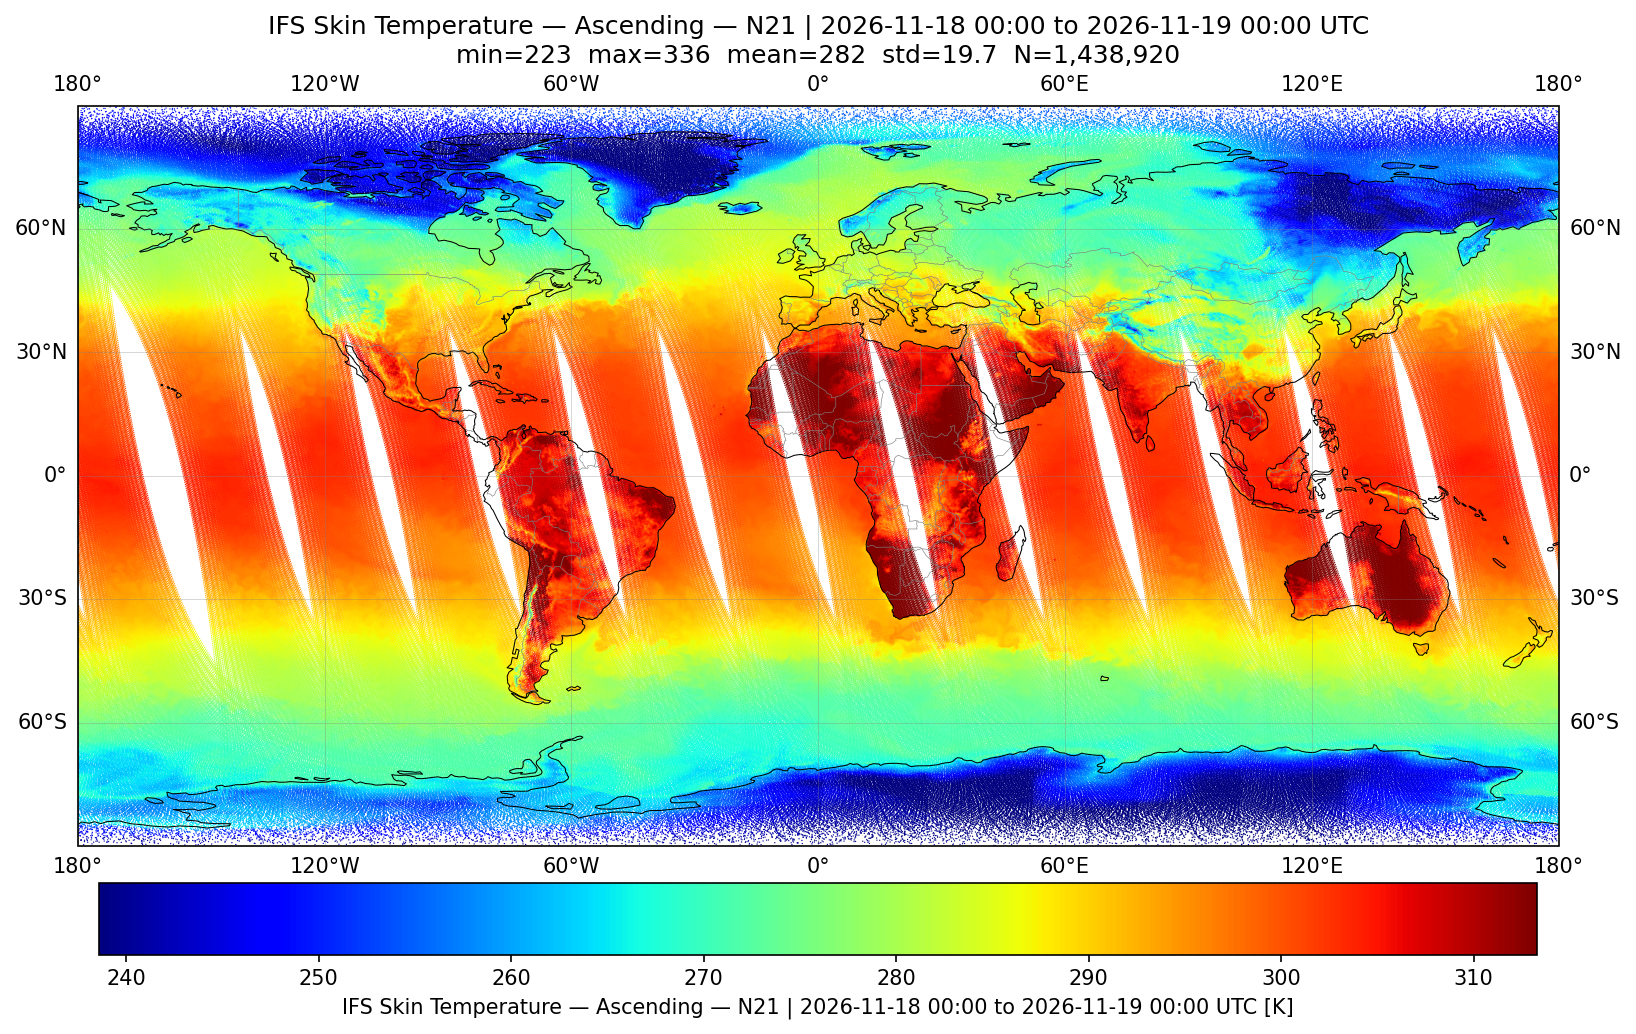 IFS Skin Temperature — Ascending — N21 | 2026-11-18 00:00 to 2026-11-19 00:00 UTC
min=223  max=336  mean=282  std=19.7  N=1,438,920
180° 120°W 60°W 0° 60°E 120°E 180°
60°N 60°N
30°N 30°N
0° 0°
30°S 30°S
60°S 60°S
180° 120°W 60°W 0° 60°E 120°E 180°
240 250 260 270 280 290 300 310
IFS Skin Temperature — Ascending — N21 | 2026-11-18 00:00 to 2026-11-19 00:00 UTC [K]